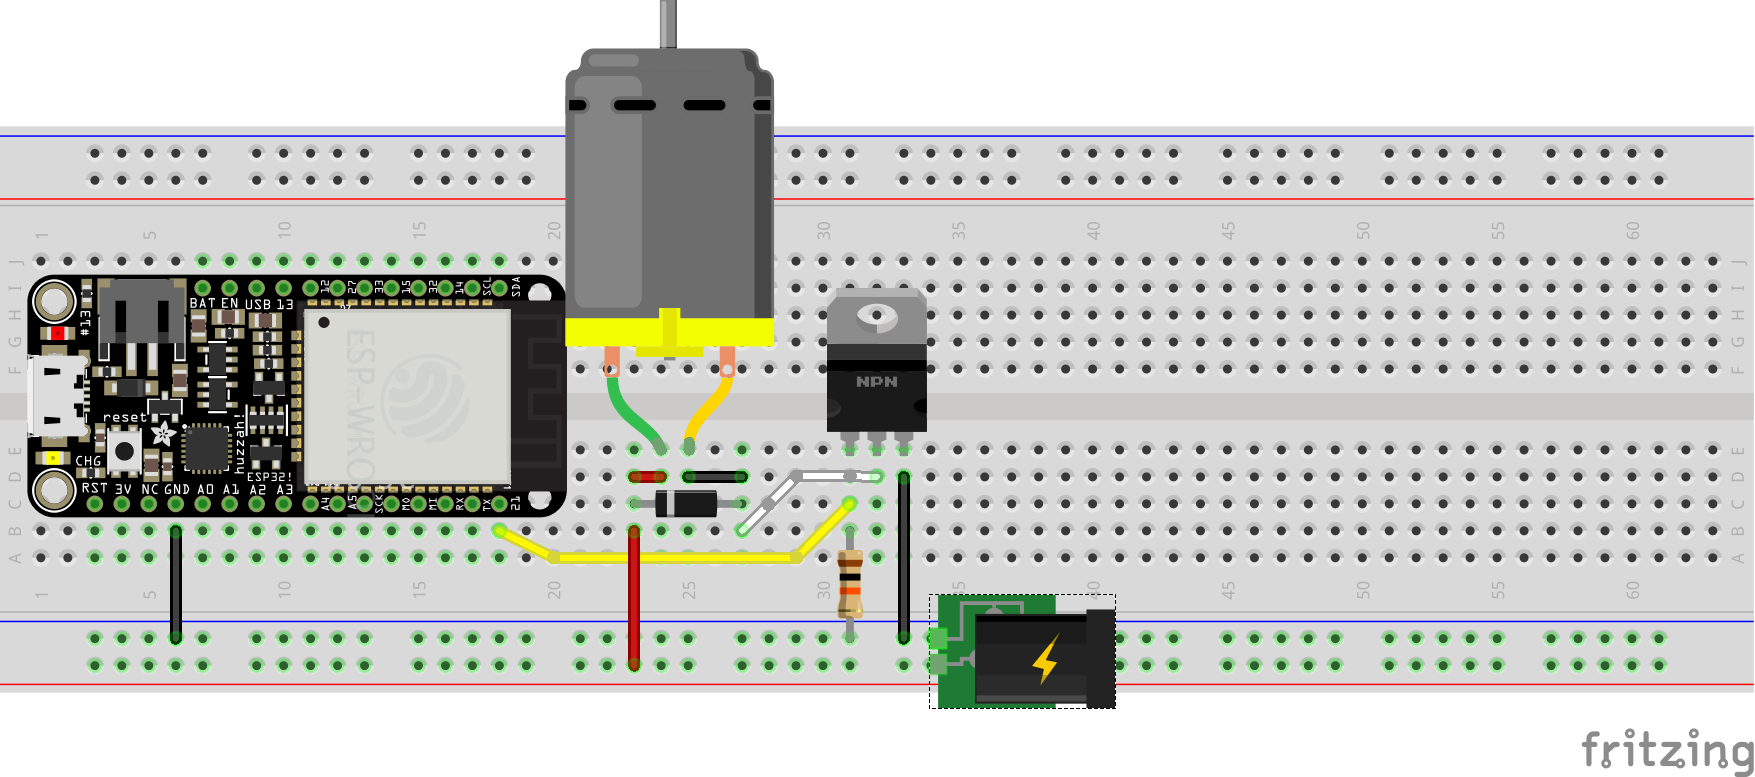 1 5 10 15 20 30 35 40 45 50 55 60
J J
I I
H H
G G
F F
BAT EN USB 13 12 27 33 15 32 14 SCL SDA
#13
ESP-WRO
NPN
reset
huzzah!
CHG
ESP32!
RST 3V NC GND A0 A1 A2 A3 A4 A5 SCK MO MI RX TX 21
E E
D D
C C
B B
A A
1 5 10 15 20 25 30 35 40 45 50 55 60
fritzing